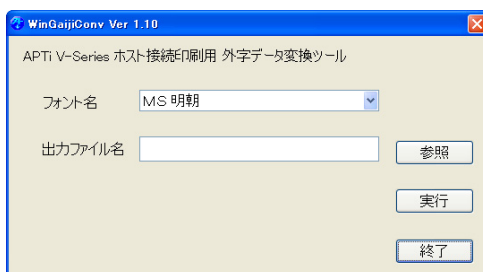 WinGaijiConv Ver 1.10
APTi V-Series ホスト接続印刷用 外字データ変換ツール
フォント名 MS 明朝
出力ファイル名 参照
実行
終了